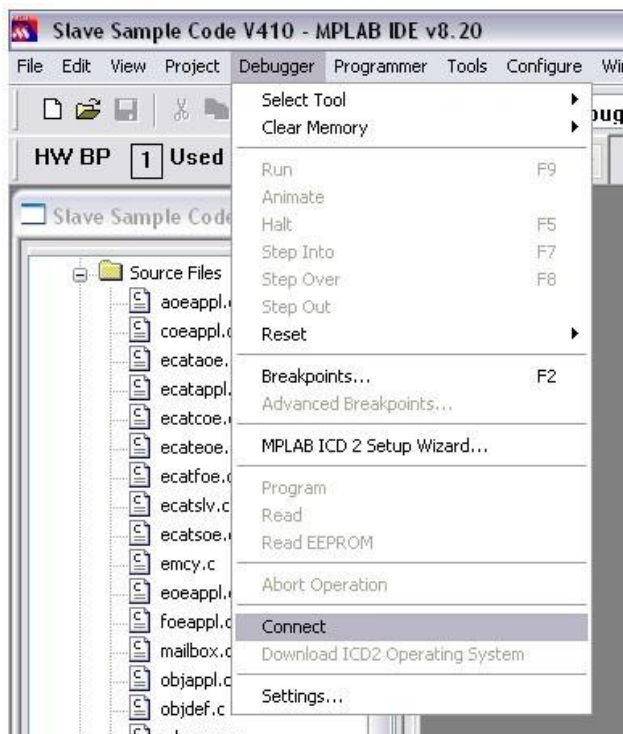 Slave Sample Code V410 - MPLAB IDE v8.20
File Edit View Project Debugger Programmer Tools Configure
HW BP 1 Used
Slave Sample Code
Source Files
aoeappl.
coeappl.
ecataoe.
ecatappl.
ecatcoe.
ecateoe.
ecatfoe.
ecatslv.c
ecatsoe.
emcy.c
eoeappl.
foeappl.c
mailbox.c
objappl.c
objdef.c
Select Tool
Clear Memory
Run F9
Animate
Halt F5
Step Into F7
Step Over F8
Step Out
Reset
Breakpoints... F2
Advanced Breakpoints...
MPLAB ICD 2 Setup Wizard...
Program
Read
Read EEPROM
Abort Operation
Connect
Download ICD2 Operating System
Settings...